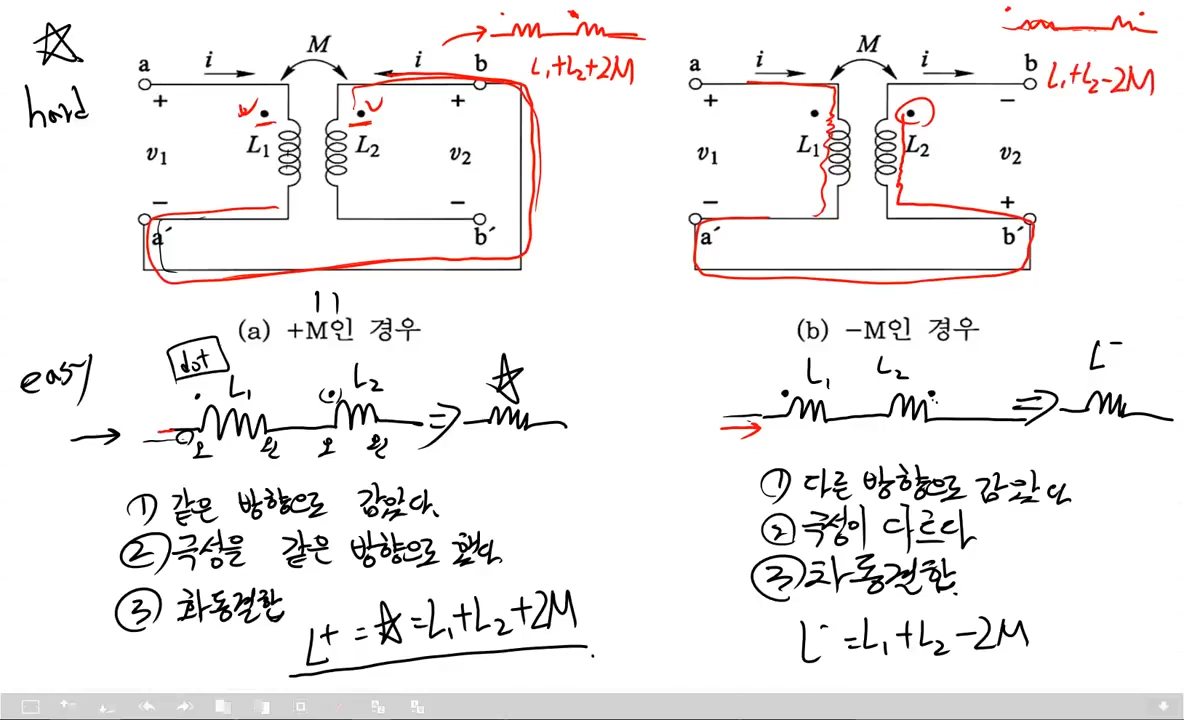 hard
M
a
i
i
b
L₁+L₂+2M
+
+
v₁
L₁
L₂
v₂
−
−
a´
b´
(a) +M인 경우
M
a
i
i
b
L₁+L₂−2M
+
−
v₁
L₁
L₂
v₂
−
+
a´
b´
(b) −M인 경우
easy
dot
L₁
L₂
⇒
오 왼 오 왼
① 같은 방향으로 감았다.
② 극성을 같은 방향으로 했다.
③ 화동결합
L⁺ = ☆ = L₁+L₂+2M
L₁
L₂
⇒
L⁻
① 다른 방향으로 감았다
② 극성이 다르다
③ 차동결합.
L⁻ = L₁+L₂−2M